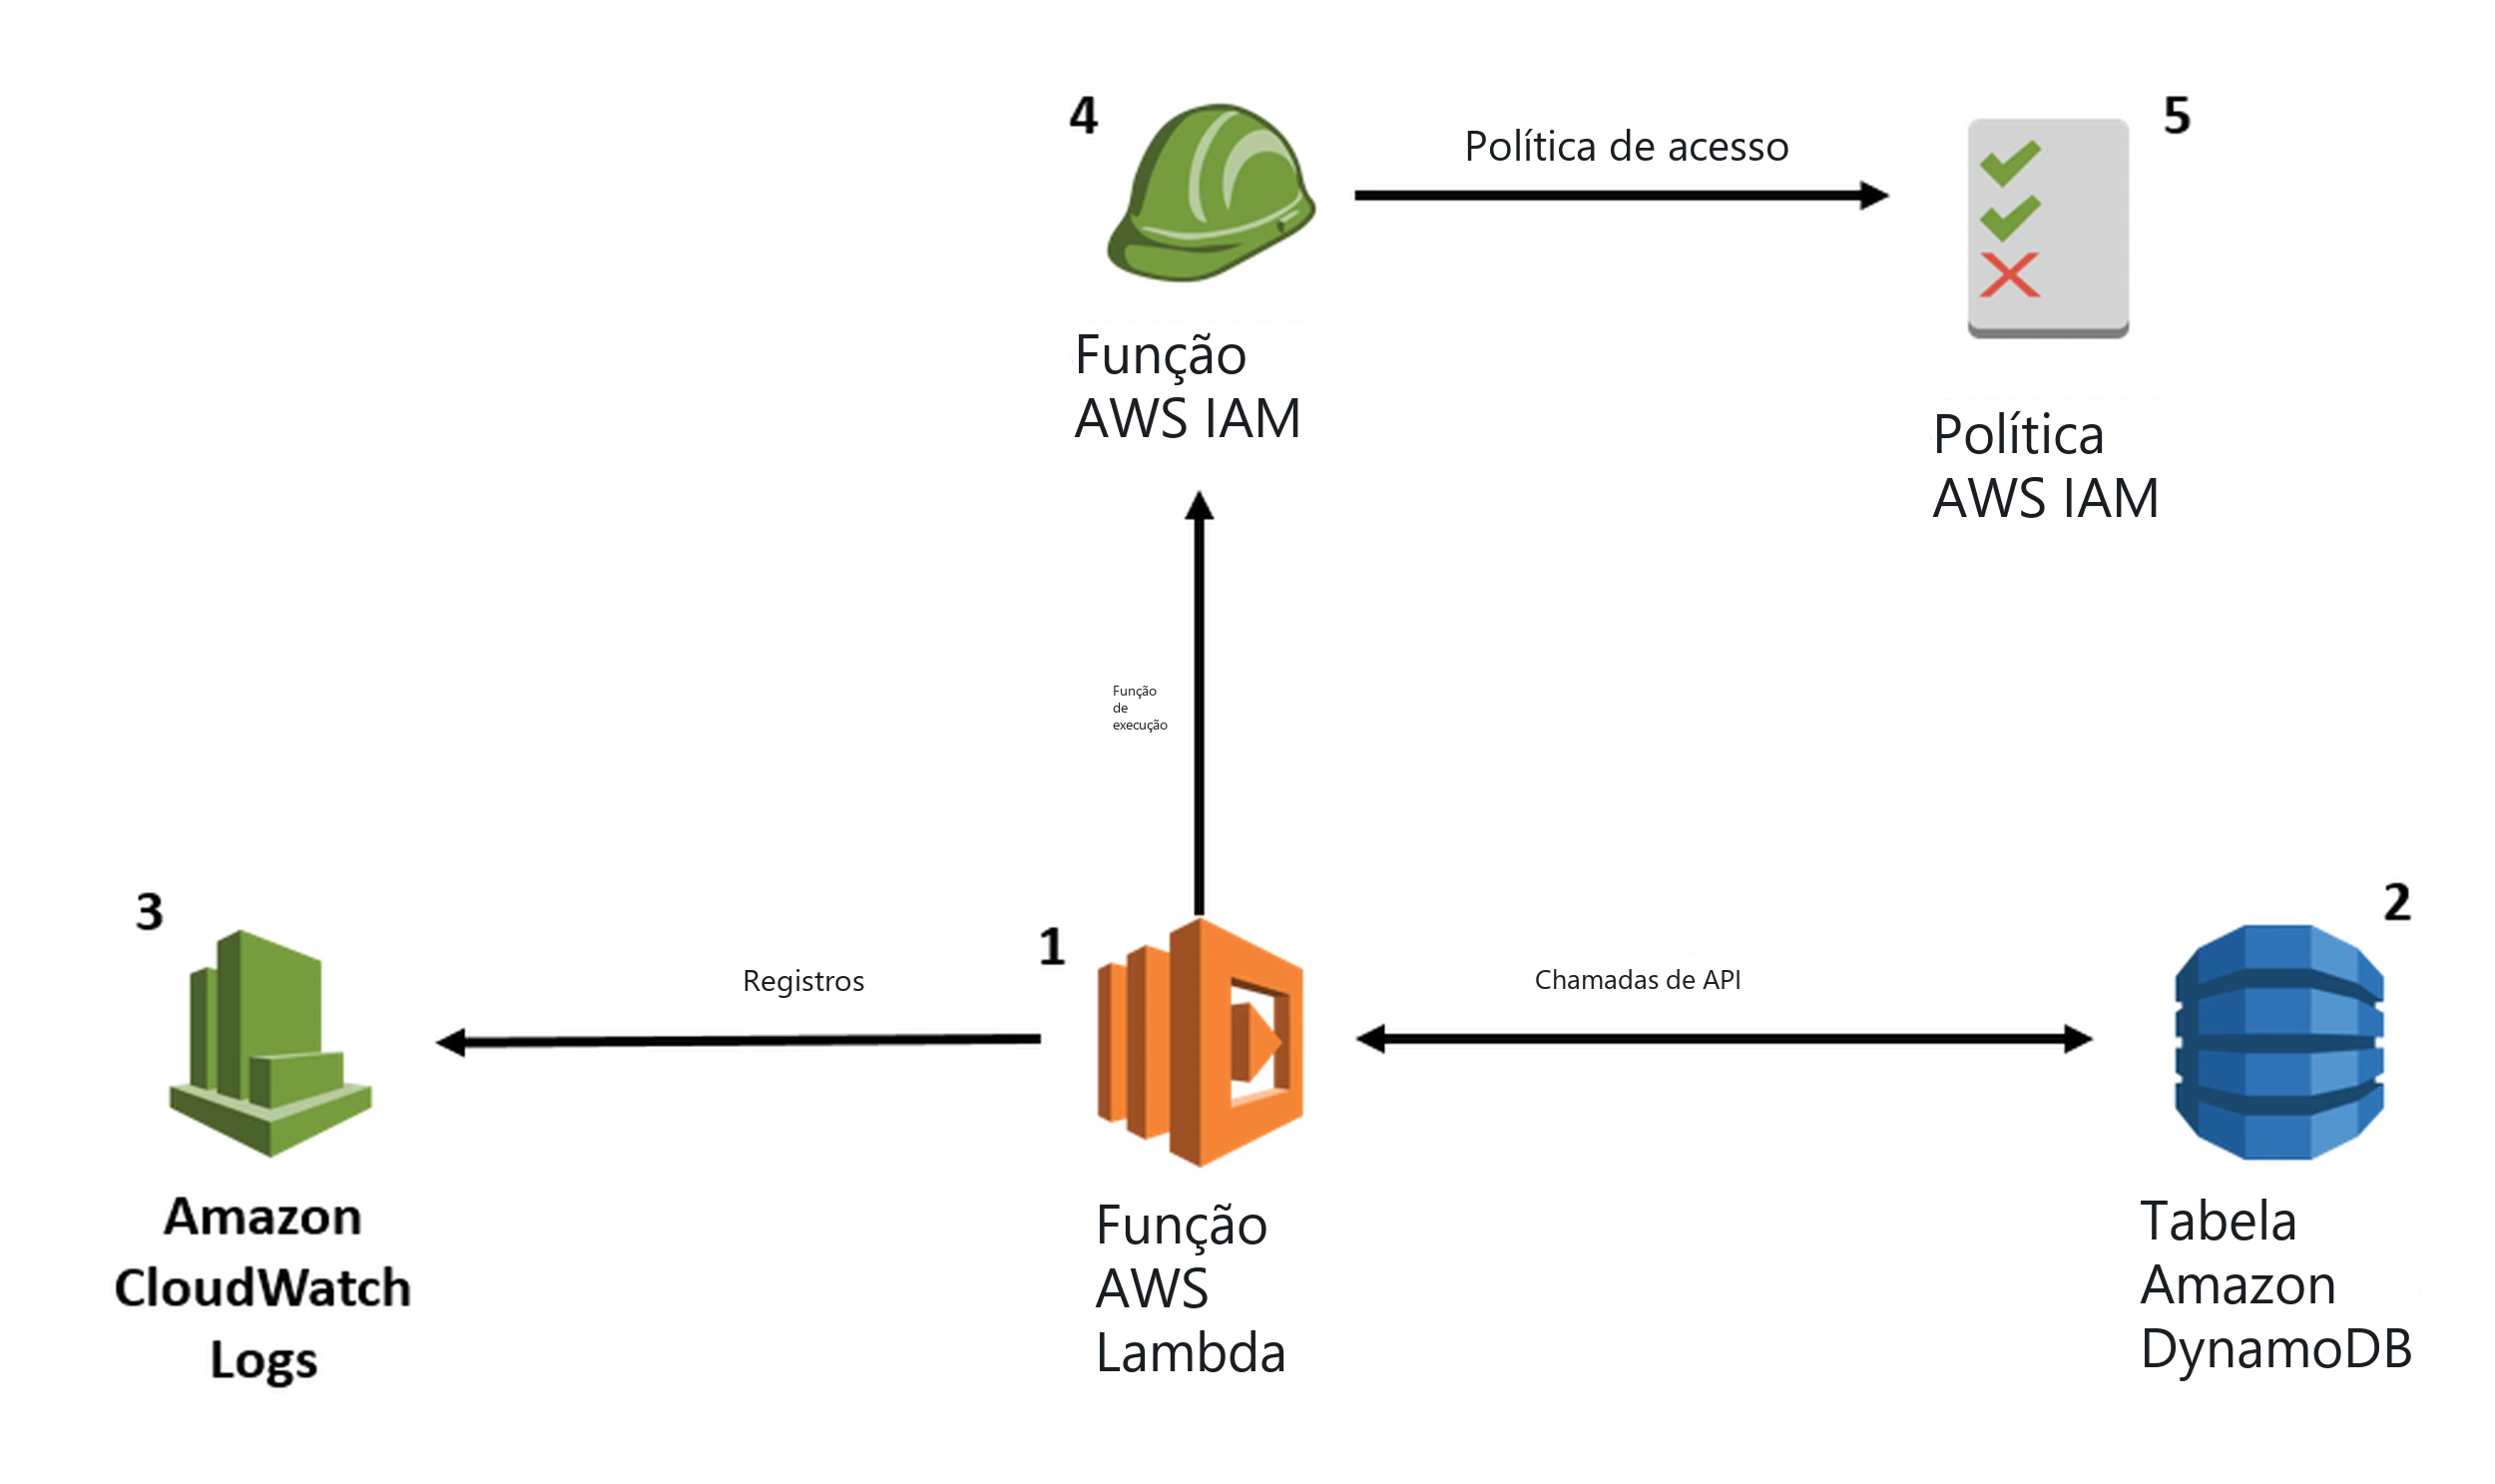 4
Política de acesso
5
Função
AWS IAM
Política
AWS IAM
Função
de
execução
3
Registros
1
Chamadas de API
2
Amazon
CloudWatch
Logs
Função
AWS
Lambda
Tabela
Amazon
DynamoDB